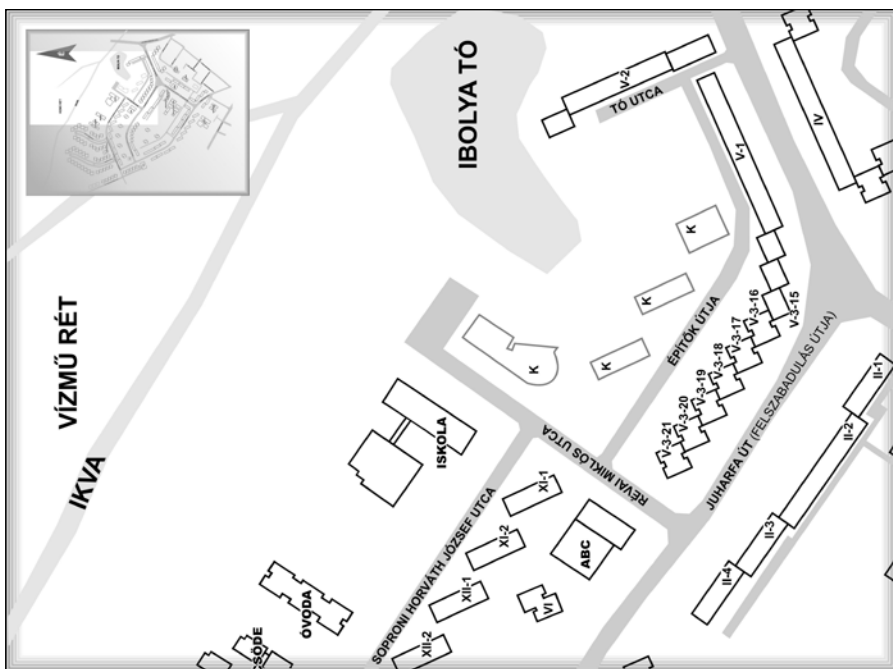 IBOLYA TÓ
V-2
TÓ UTCA
IV
V-1
K
K
K
K
ÉPÍTŐK ÚTJA
V-3-15
V-3-16
V-3-17
V-3-18
V-3-19
V-3-20
V-3-21
VÍZMŰ RÉT
IKVA
ISKOLA
RÉVAI MIKLÓS UTCA
JUHARFA ÚT (FELSZABADULÁS ÚTJA)
II-1
II-2
II-3
II-4
SOPRONI HORVÁTH JÓZSEF UTCA
XI-1
XI-2
XII-1
XII-2
ABC
VI
ÓVODA
CSÖDE